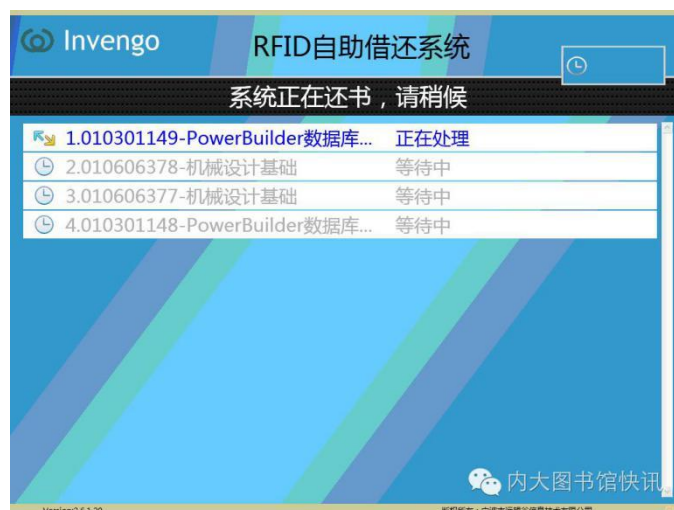 Invengo
RFID自助借还系统
系统正在还书，请稍候
1.010301149-PowerBuilder数据库... 正在处理
2.010606378-机械设计基础 等待中
3.010606377-机械设计基础 等待中
4.010301148-PowerBuilder数据库... 等待中
内大图书馆快讯